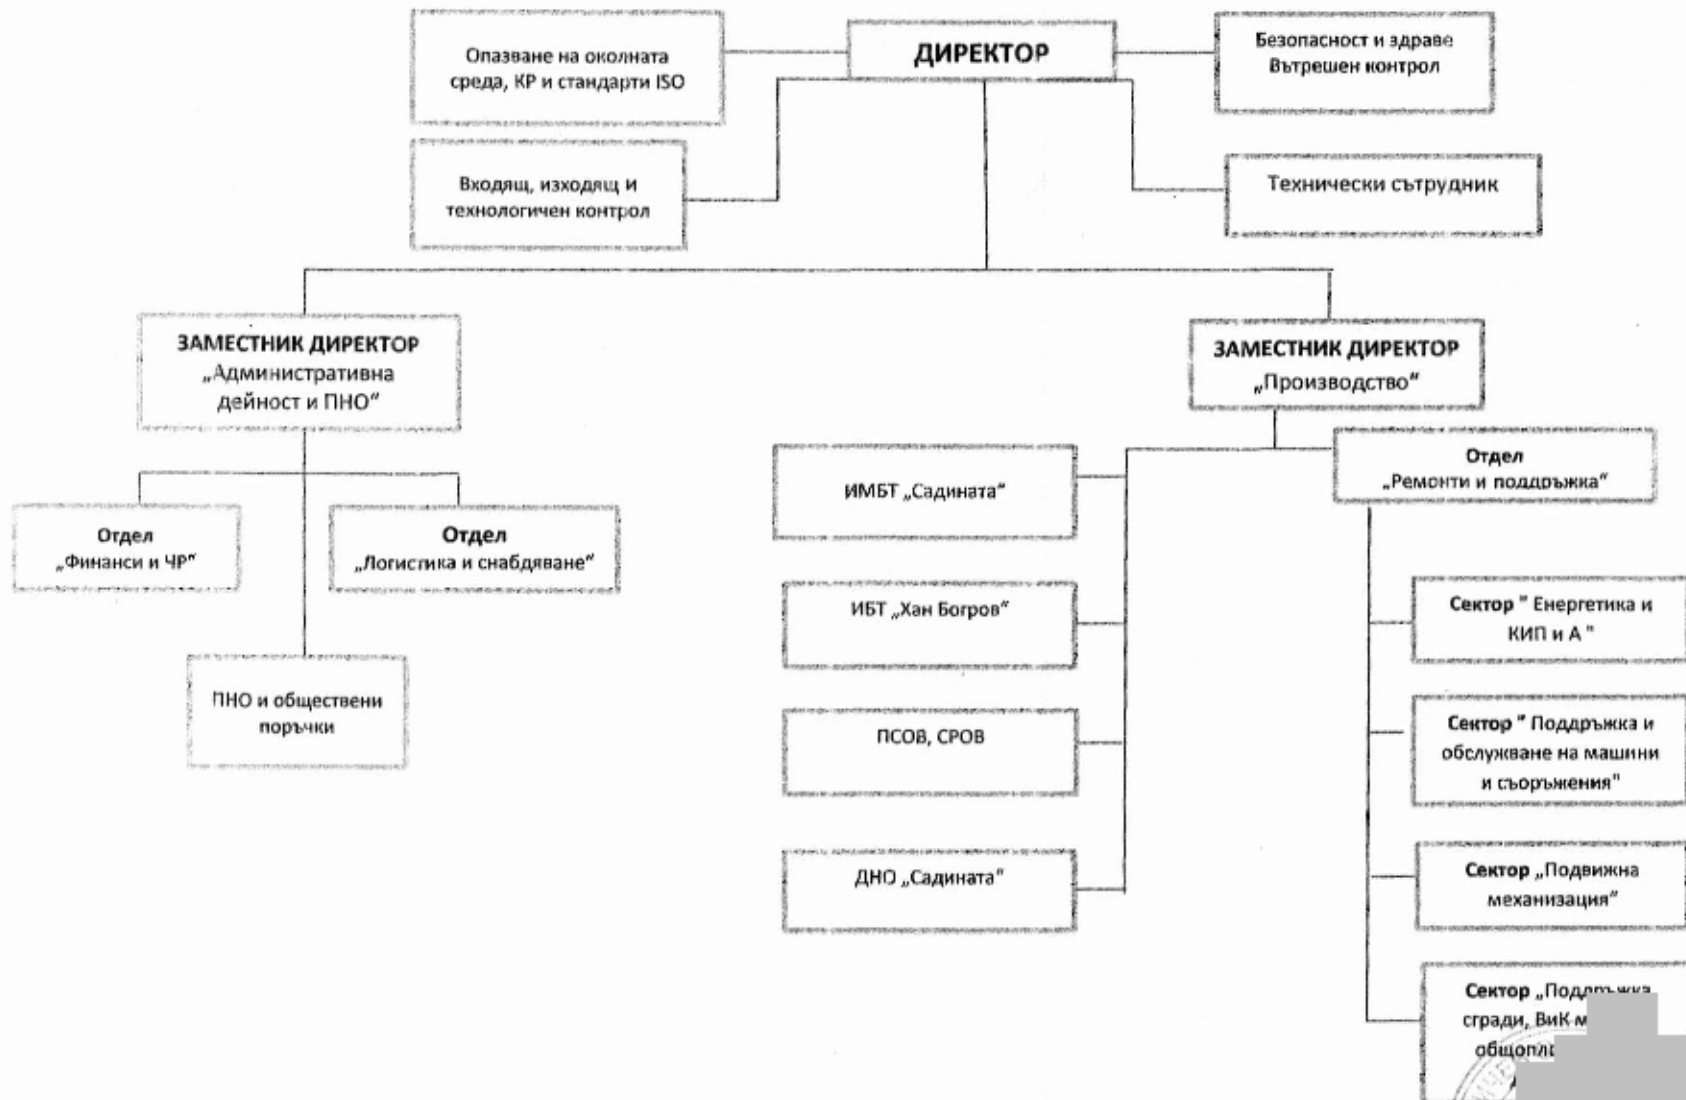 Опазване на околната
среда, КР и стандарти ISO
ДИРЕКТОР
Безопасност и здраве
Вътрешен контрол
Входящ, изходящ и
технологичен контрол
Технически сътрудник
ЗАМЕСТНИК ДИРЕКТОР
„Административна
дейност и ПНО“
ЗАМЕСТНИК ДИРЕКТОР
„Производство“
Отдел
„Финанси и ЧР“
Отдел
„Логистика и снабдяване“
ПНО и обществени
поръчки
ИМБТ „Садината“
ИБТ „Хан Богров“
ПСОВ, СРОВ
ДНО „Садината“
Отдел
„Ремонти и поддръжка“
Сектор " Енергетика и
КИП и А "
Сектор " Поддръжка и
обслужване на машини
и съоръжения"
Сектор „Подвижна
механизация“
Сектор „Поддръжка
сгради, ВиК